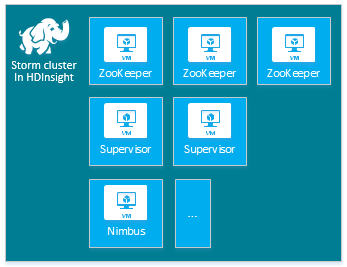 Storm cluster
in HDInsight
VM
ZooKeeper
VM
ZooKeeper
VM
ZooKeeper
VM
Supervisor
VM
Supervisor
VM
Nimbus
...